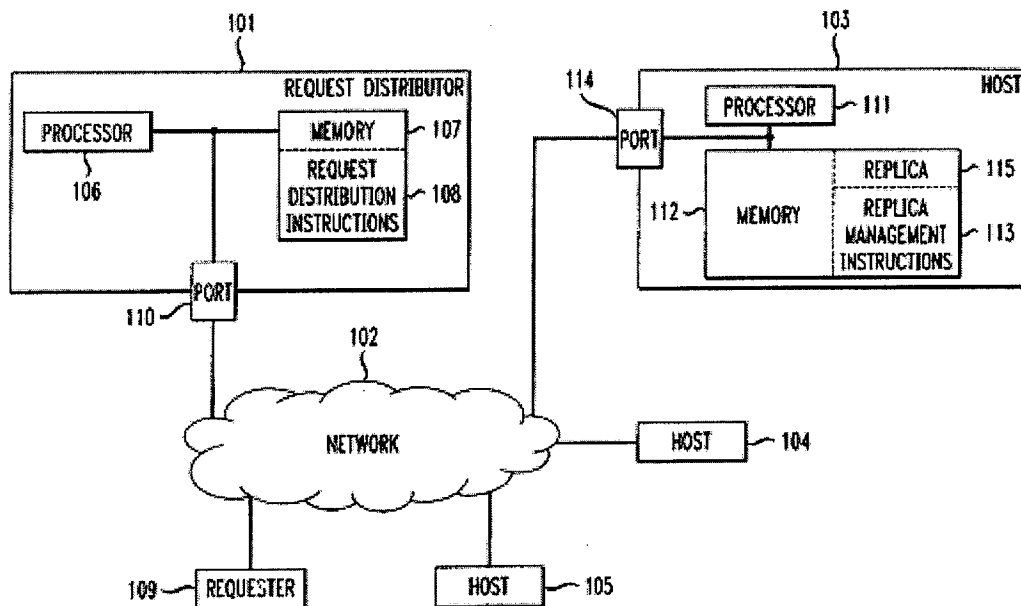 101
REQUEST DISTRIBUTOR
PROCESSOR
106
MEMORY
107
REQUEST
DISTRIBUTION
INSTRUCTIONS
108
PORT
110
103
HOST
114
PORT
PROCESSOR
111
112
MEMORY
REPLICA
115
REPLICA
MANAGEMENT
INSTRUCTIONS
113
102
NETWORK
HOST
104
109
REQUESTER
HOST
105